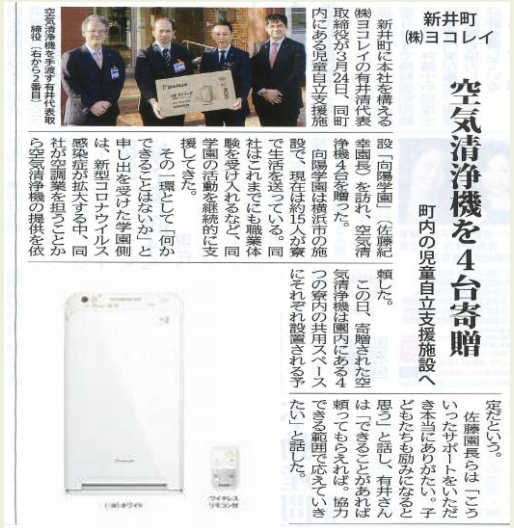 新井町
㈱ヨコレイ
空気清浄機を4台寄贈
町内の児童自立支援施設へ
新井町に本社を構える
㈱ヨコレイの有井清代表
取締役が3月24日、同町
内にある児童自立支援施
空気清浄機を手渡す有井代表取
締役（右から2番目）
設「向陽学園」（佐藤紀
幸園長）を訪れ、空気清
浄機4台を贈った。
向陽学園は横浜市の施
設で、現在は約15人が寮
で生活を送っている。同
社はこれまでにも職業体
験を受け入れるなど、同
学園の活動を継続的に支
援してきた。
その一環として「何か
できることはないか」と
申し出を受けた学園側
は、新型コロナウイルス
感染症が拡大する中、同
社が空調業を担うことか
ら空気清浄機の提供を依
頼した。
この日、寄贈された空
気清浄機は園内にある4
つの寮内の共用スペース
にそれぞれ設置される予
定だという。
佐藤園長らは「こう
いったサポートをいただ
き本当にありがたい。子
どもたちも励みになると
思う」と話し、有井さん
は「できることがあれば
頼ってもらえれば。協力
できる範囲で応えていき
たい」と話した。
DAIKIN
(W)ホワイト
ワイヤレス
リモコン付